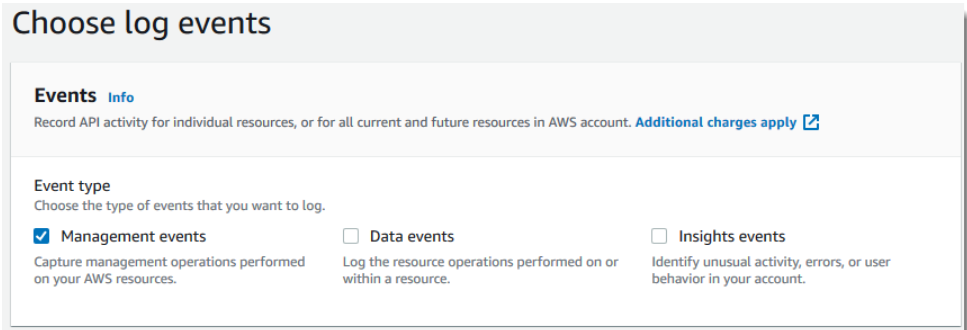 Choose log events
Events Info
Record API activity for individual resources, or for all current and future resources in AWS account. Additional charges apply
Event type
Choose the type of events that you want to log.
Management events
Capture management operations performed
on your AWS resources.
Data events
Log the resource operations performed on or
within a resource.
Insights events
Identify unusual activity, errors, or user
behavior in your account.